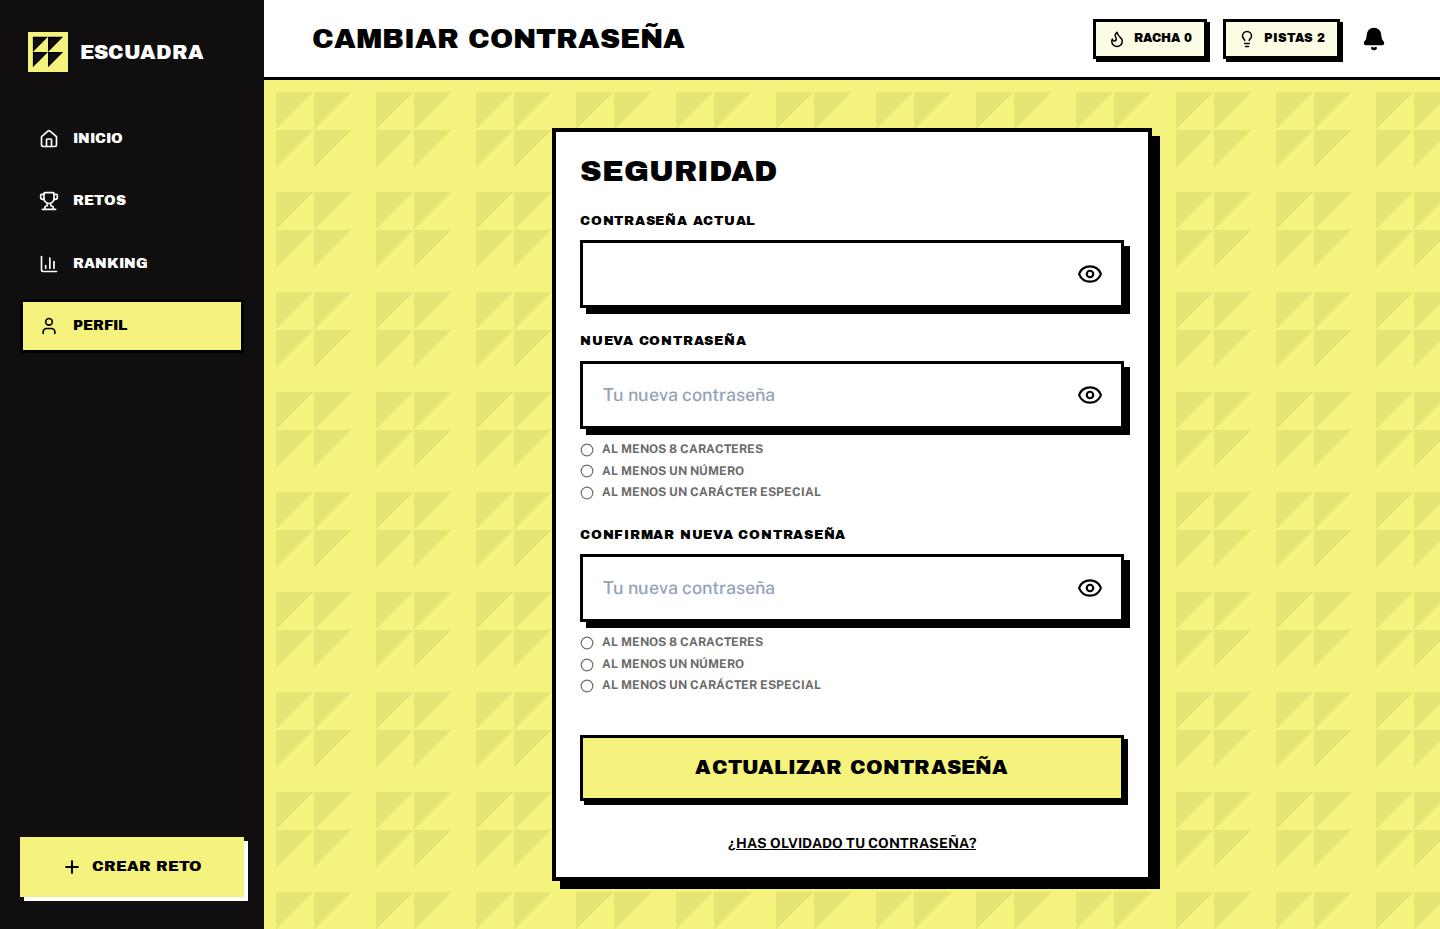 ESCUADRA
INICIO
RETOS
RANKING
PERFIL
CREAR RETO
CAMBIAR CONTRASEÑA
RACHA 0
PISTAS 2
SEGURIDAD
CONTRASEÑA ACTUAL
NUEVA CONTRASEÑA
Tu nueva contraseña
AL MENOS 8 CARACTERES
AL MENOS UN NÚMERO
AL MENOS UN CARÁCTER ESPECIAL
CONFIRMAR NUEVA CONTRASEÑA
Tu nueva contraseña
AL MENOS 8 CARACTERES
AL MENOS UN NÚMERO
AL MENOS UN CARÁCTER ESPECIAL
ACTUALIZAR CONTRASEÑA
¿HAS OLVIDADO TU CONTRASEÑA?